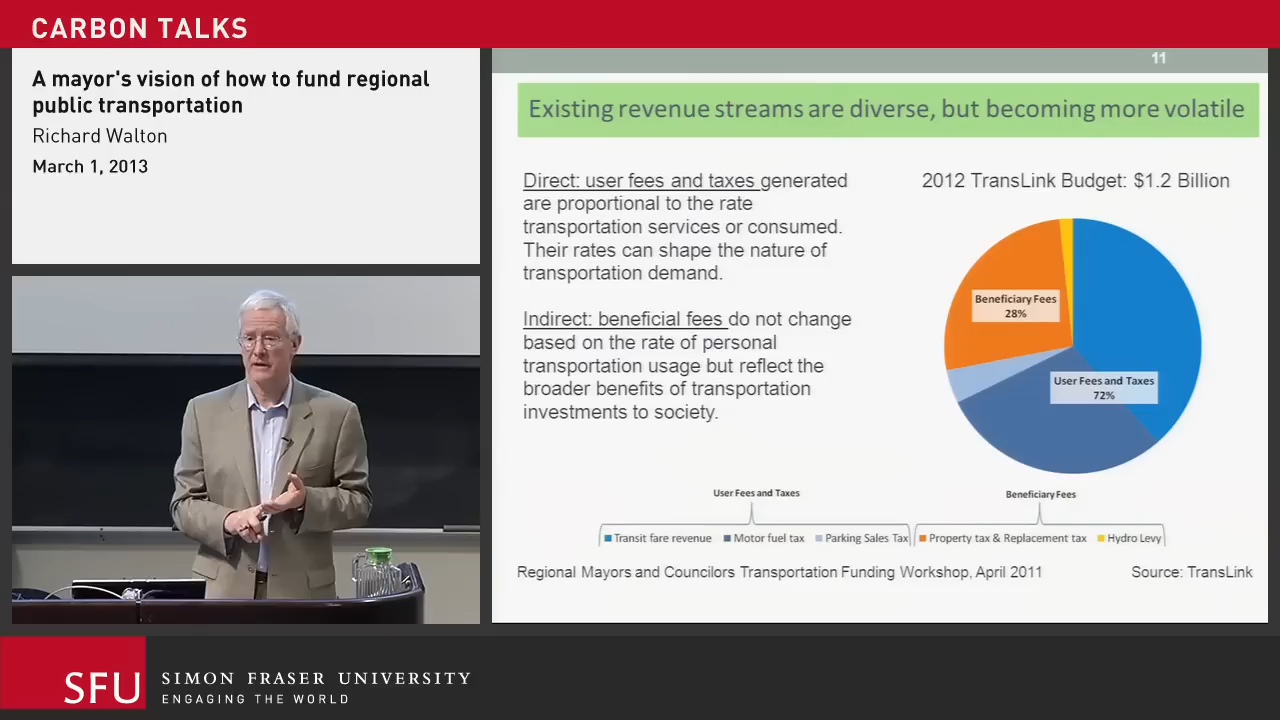 CARBON TALKS
A mayor's vision of how to fund regional
public transportation
Richard Walton
March 1, 2013
11
Existing revenue streams are diverse, but becoming more volatile
Direct: user fees and taxes generated
are proportional to the rate
transportation services or consumed.
Their rates can shape the nature of
transportation demand.
Indirect: beneficial fees do not change
based on the rate of personal
transportation usage but reflect the
broader benefits of transportation
investments to society.
2012 TransLink Budget: $1.2 Billion
Beneficiary Fees
28%
User Fees and Taxes
72%
User Fees and Taxes
Beneficiary Fees
Transit fare revenue
Motor fuel tax
Parking Sales Tax
Property tax & Replacement tax
Hydro Levy
Regional Mayors and Councilors Transportation Funding Workshop, April 2011
Source: TransLink
SFU
SIMON FRASER UNIVERSITY
ENGAGING THE WORLD